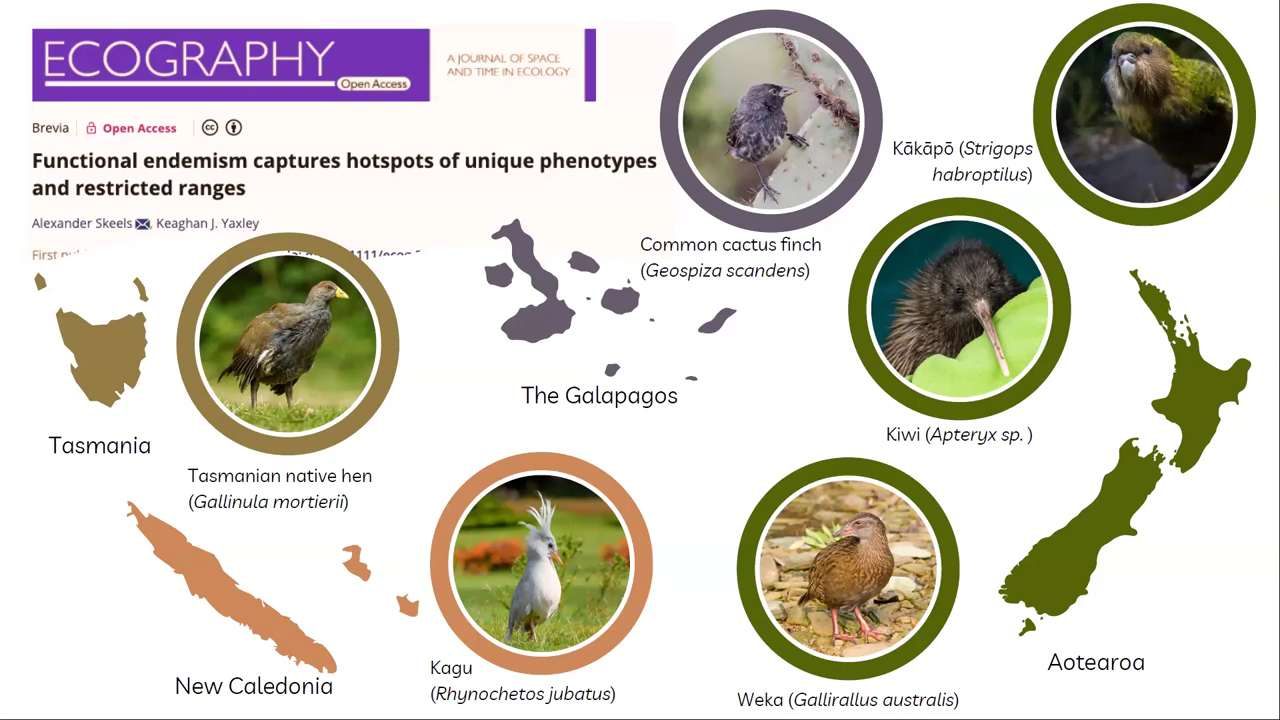 ECOGRAPHY
Open Access
A JOURNAL OF SPACE
AND TIME IN ECOLOGY
Brevia
Open Access
Functional endemism captures hotspots of unique phenotypes
and restricted ranges
Alexander Skeels, Keaghan J. Yaxley
Common cactus finch
(Geospiza scandens)
Kākāpō (Strigops
habroptilus)
The Galapagos
Tasmania
Tasmanian native hen
(Gallinula mortierii)
Kiwi (Apteryx sp. )
New Caledonia
Kagu
(Rhynochetos jubatus)
Weka (Gallirallus australis)
Aotearoa